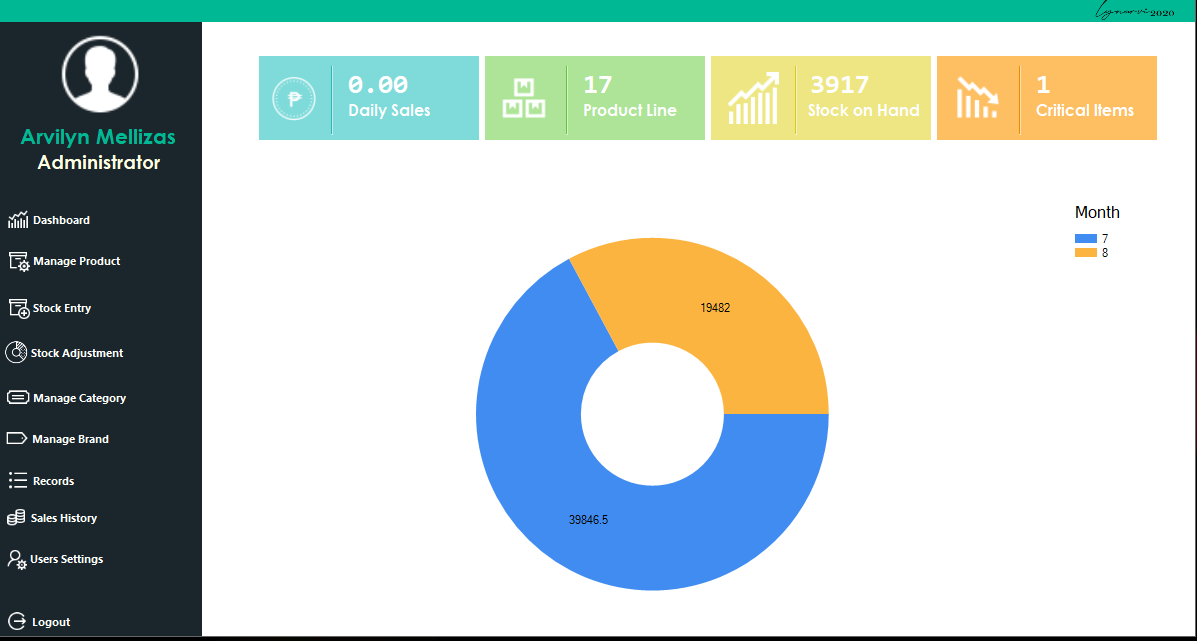 2020
Arvilyn Mellizas
Administrator
Dashboard
Manage Product
Stock Entry
Stock Adjustment
Manage Category
Manage Brand
Records
Sales History
Users Settings
Logout
0.00
Daily Sales
17
Product Line
3917
Stock on Hand
1
Critical Items
Month
7
8
19482
39846.5